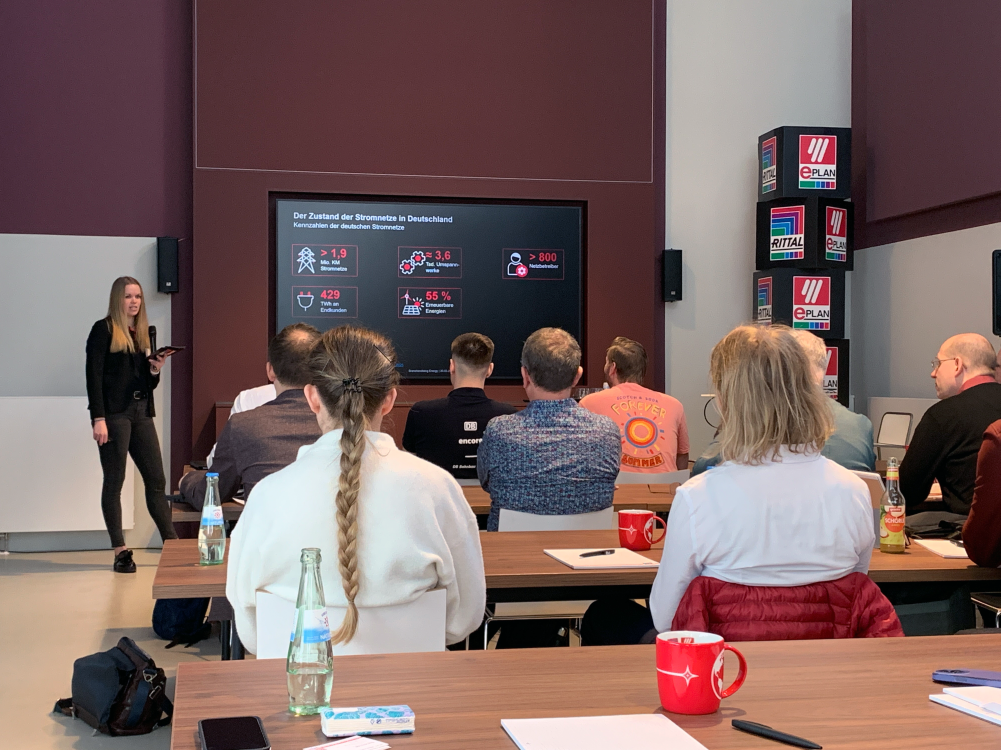 Der Zustand der Stromnetze in Deutschland
Kennzahlen der deutschen Stromnetze
> 1,9
Mio. KM
Stromnetze
≈ 3,6
Tsd. Umspann-
werke
> 800
Netzbetreiber
429
TWh an
Endkunden
55 %
Erneuerbare
Energien
RITTAL
ePLAN
RITTAL
ePLAN
ePLAN
DB
encore
FOREVER
SCHORLE